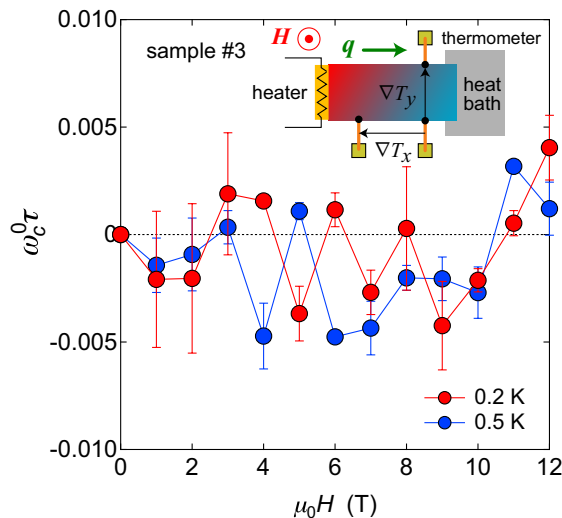 0.010
sample #3
H
q
thermometer
heater
∇T_y
heat
bath
∇T_x
0.005
0
-0.005
-0.010
ω_c^0 τ
0.2 K
0.5 K
0 2 4 6 8 10 12
μ_0H (T)